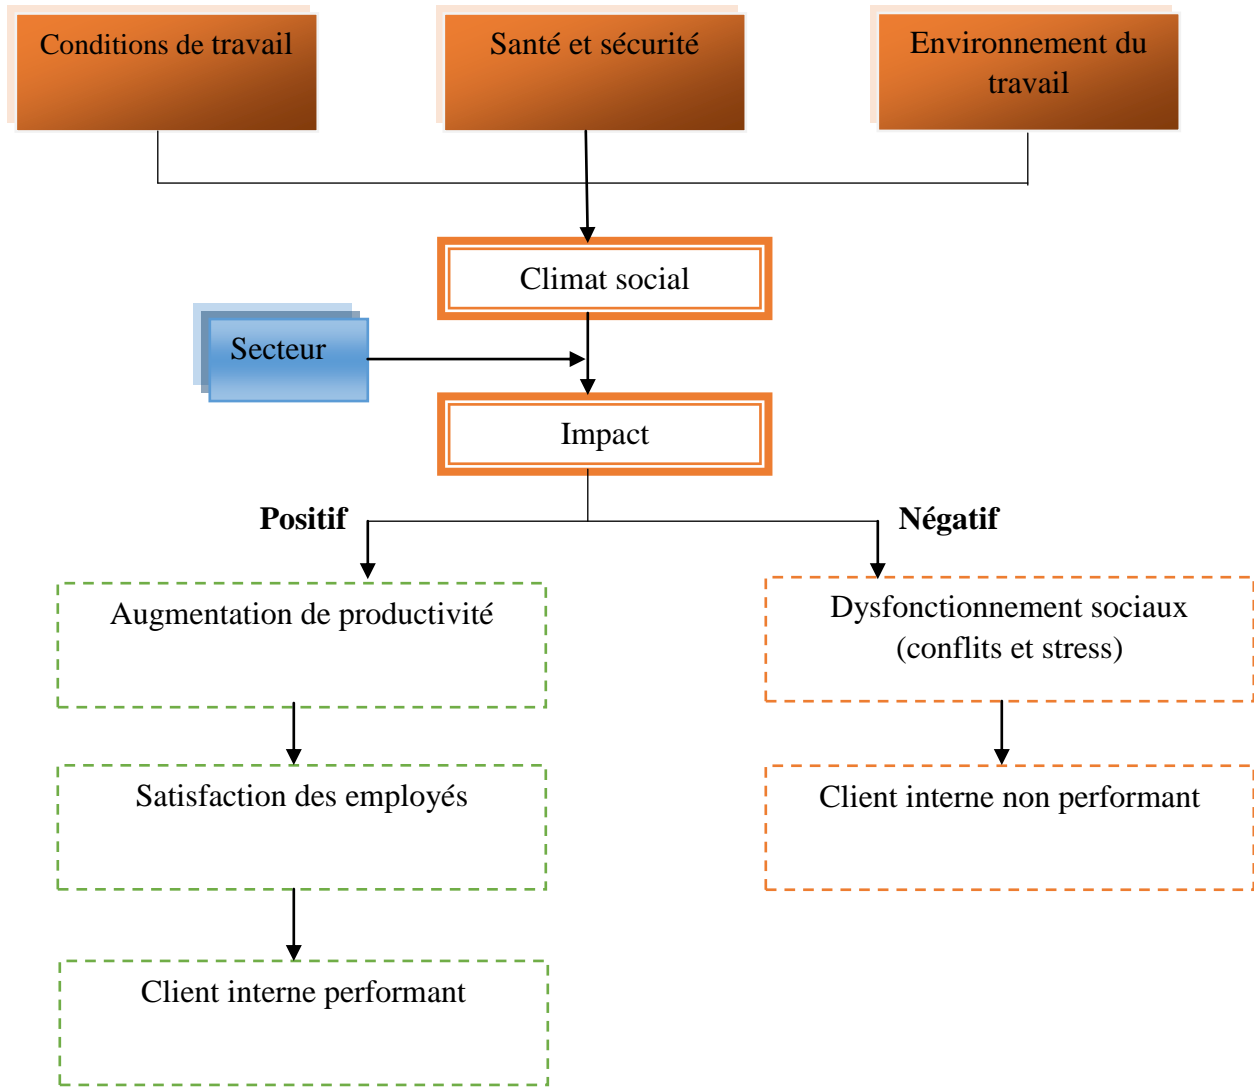 Conditions de travail
Santé et sécurité
Environnement du
travail
Climat social
Secteur
Impact
Positif
Négatif
Augmentation de productivité
Dysfonctionnement sociaux
(conflits et stress)
Satisfaction des employés
Client interne non performant
Client interne performant